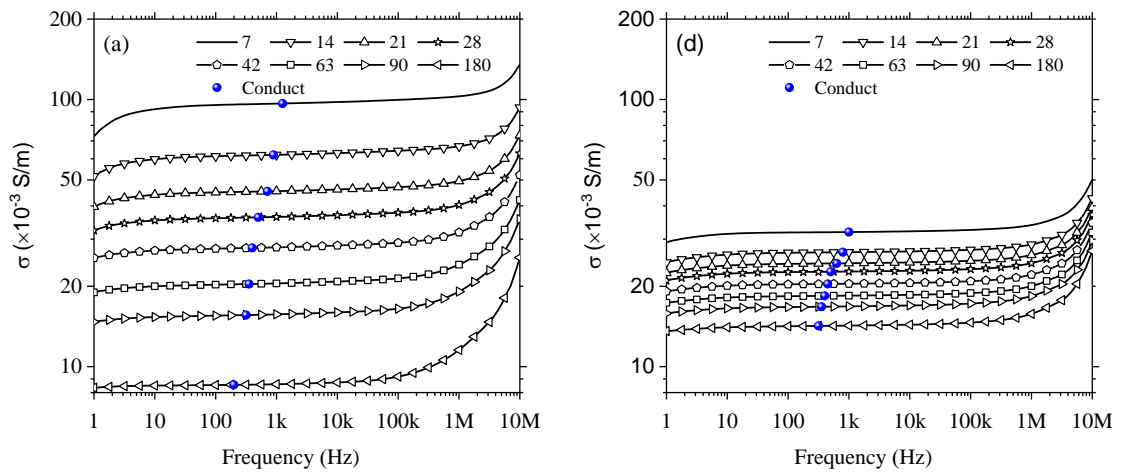 (a)
7 14 21 28
42 63 90 180
Conduct
200
100
50
20
10
σ (×10⁻³ S/m)
1 10 100 1k 10k 100k 1M 10M
Frequency (Hz)
(d)
7 14 21 28
42 63 90 180
Conduct
200
100
50
20
10
σ (×10⁻³ S/m)
1 10 100 1k 10k 100k 1M 10M
Frequency (Hz)